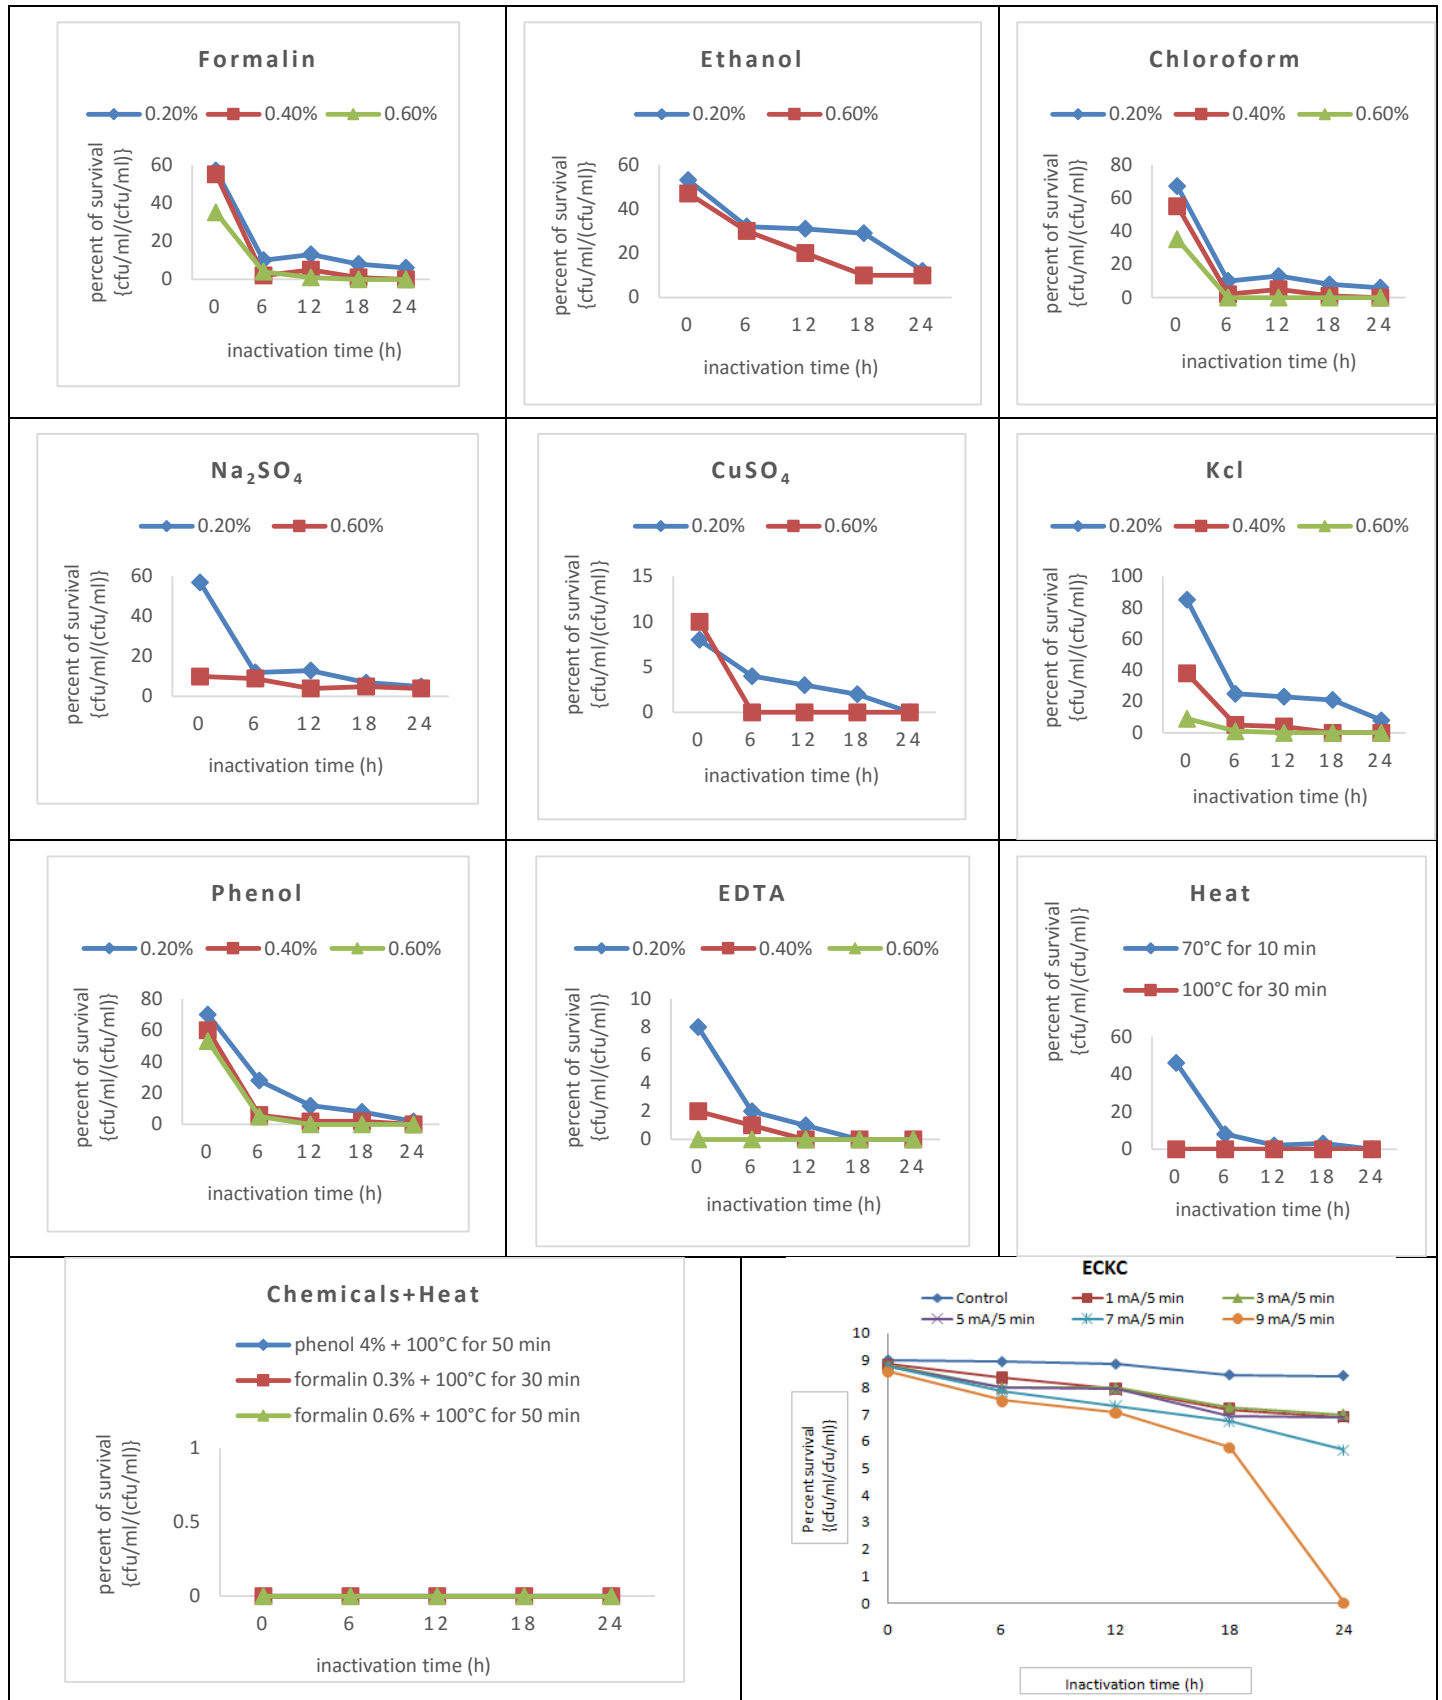 Formalin
0.20% 0.40% 0.60%
percent of survival
{cfu/ml/(cfu/ml)}
60
40
20
0
0 6 12 18 24
inactivation time (h)
Ethanol
0.20% 0.60%
percent of survival
{cfu/ml/(cfu/ml)}
60
40
20
0
0 6 12 18 24
inactivation time (h)
Chloroform
0.20% 0.40% 0.60%
percent of survival
{cfu/ml/(cfu/ml)}
80
60
40
20
0
0 6 12 18 24
inactivation time (h)
Na₂SO₄
0.20% 0.60%
percent of survival
{cfu/ml/(cfu/ml)}
60
40
20
0
0 6 12 18 24
inactivation time (h)
CuSO₄
0.20% 0.60%
percent of survival
{cfu/ml/(cfu/ml)}
15
10
5
0
0 6 12 18 24
inactivation time (h)
Kcl
0.20% 0.40% 0.60%
percent of survival
{cfu/ml/(cfu/ml)}
100
80
60
40
20
0
0 6 12 18 24
inactivation time (h)
Phenol
0.20% 0.40% 0.60%
percent of survival
{cfu/ml/(cfu/ml)}
80
60
40
20
0
0 6 12 18 24
inactivation time (h)
EDTA
0.20% 0.40% 0.60%
percent of survival
{cfu/ml/(cfu/ml)}
10
8
6
4
2
0
0 6 12 18 24
inactivation time (h)
Heat
70°C for 10 min
100°C for 30 min
percent of survival
{cfu/ml/(cfu/ml)}
60
40
20
0
0 6 12 18 24
inactivation time (h)
Chemicals+Heat
phenol 4% + 100°C for 50 min
formalin 0.3% + 100°C for 30 min
formalin 0.6% + 100°C for 50 min
percent of survival
{cfu/ml/(cfu/ml)}
1
0.5
0
0 6 12 18 24
inactivation time (h)
ECKC
Control 1 mA/5 min 3 mA/5 min
5 mA/5 min 7 mA/5 min 9 mA/5 min
Percent survival
{(cfu/ml/cfu/ml)}
10
9
8
7
6
5
4
3
2
1
0
0 6 12 18 24
Inactivation time (h)